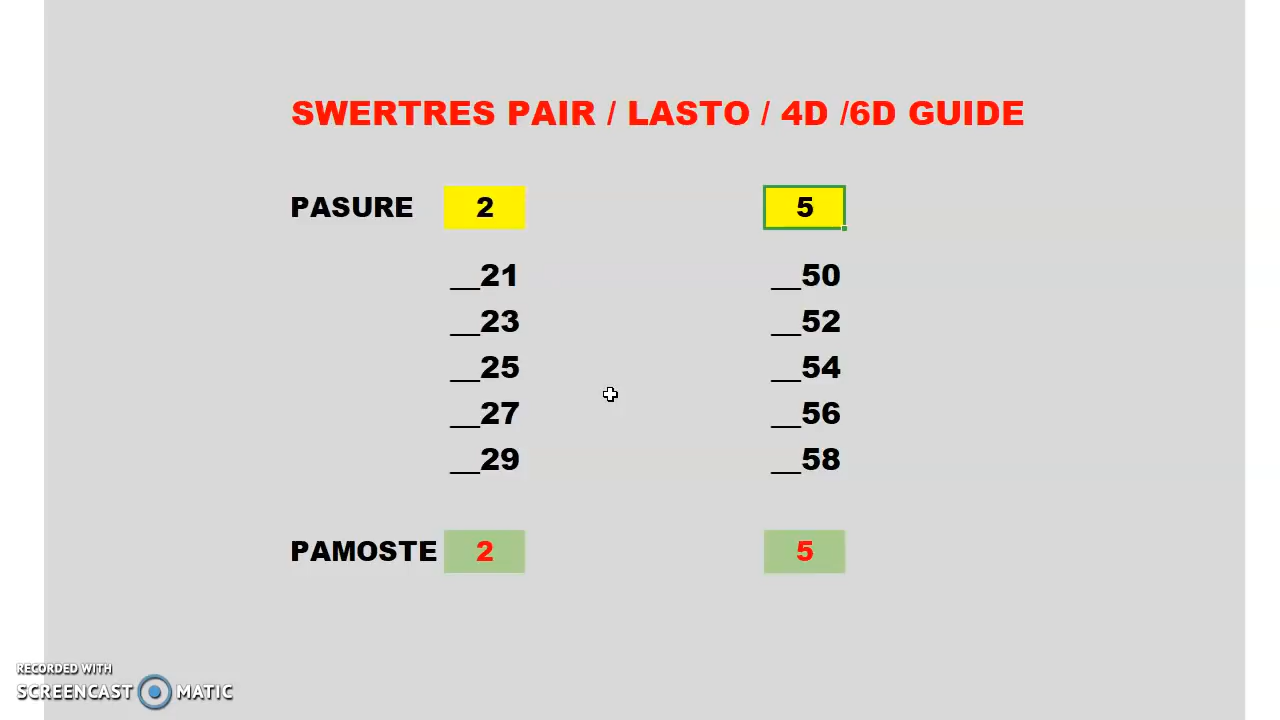 SWERTRES PAIR / LASTO / 4D /6D GUIDE
PASURE 2 5
__21 __50
__23 __52
__25 __54
__27 __56
__29 __58
PAMOSTE 2 5
RECORDED WITH
SCREENCAST MATIC